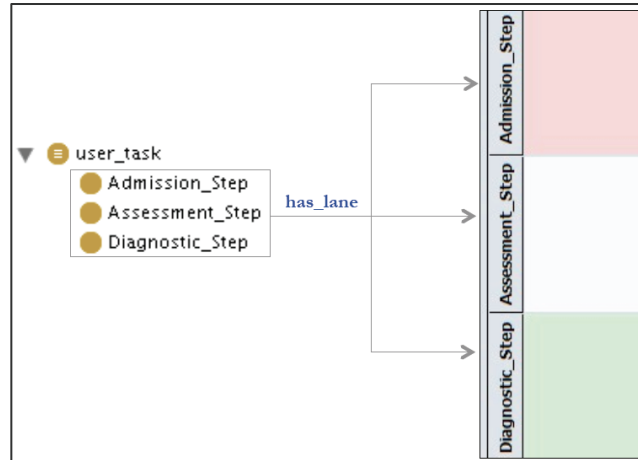 user_task
Admission_Step
Assessment_Step
Diagnostic_Step
has_lane
Admission_Step
Assessment_Step
Diagnostic_Step